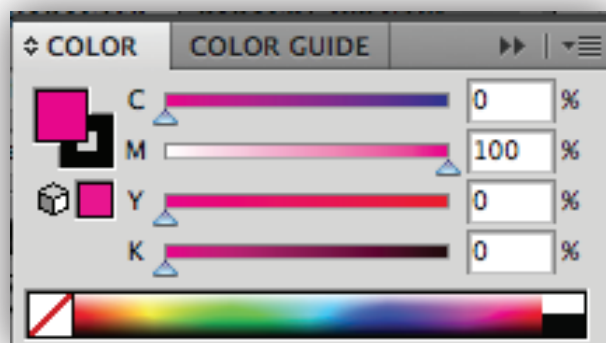 COLOR COLOR GUIDE
C 0 %
M 100 %
Y 0 %
K 0 %